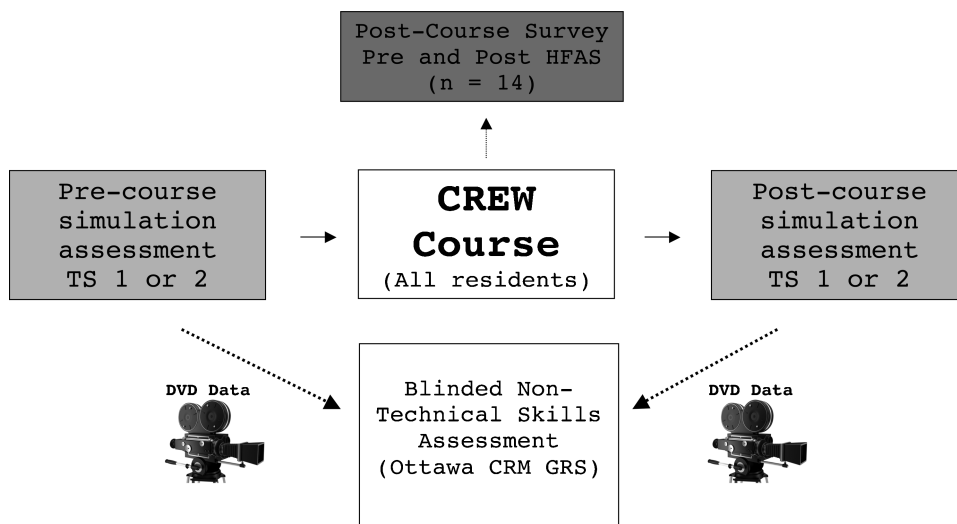 Post-Course Survey
Pre and Post HFAS
(n = 14)
Pre-course
simulation
assessment
TS 1 or 2
CREW
Course
(All residents)
Post-course
simulation
assessment
TS 1 or 2
DVD Data
Blinded Non-
Technical Skills
Assessment
(Ottawa CRM GRS)
DVD Data